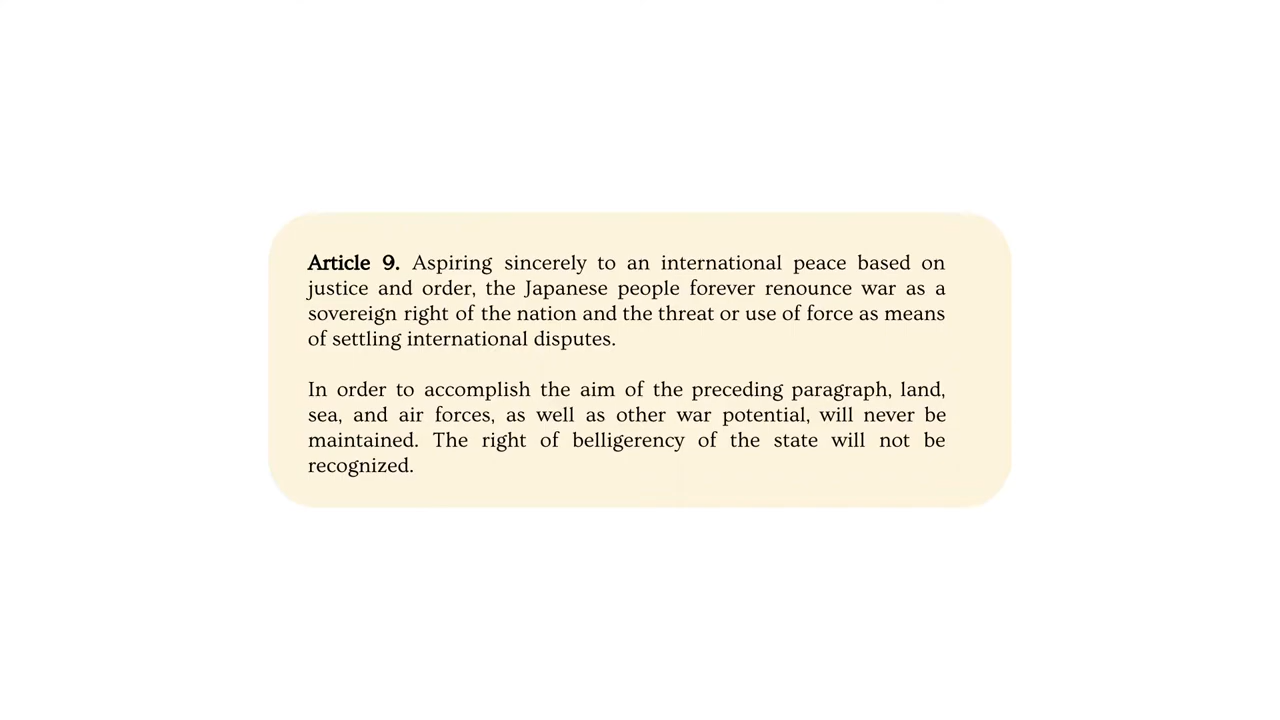 Article 9. Aspiring sincerely to an international peace based on
justice and order, the Japanese people forever renounce war as a
sovereign right of the nation and the threat or use of force as means
of settling international disputes.
In order to accomplish the aim of the preceding paragraph, land,
sea, and air forces, as well as other war potential, will never be
maintained. The right of belligerency of the state will not be
recognized.